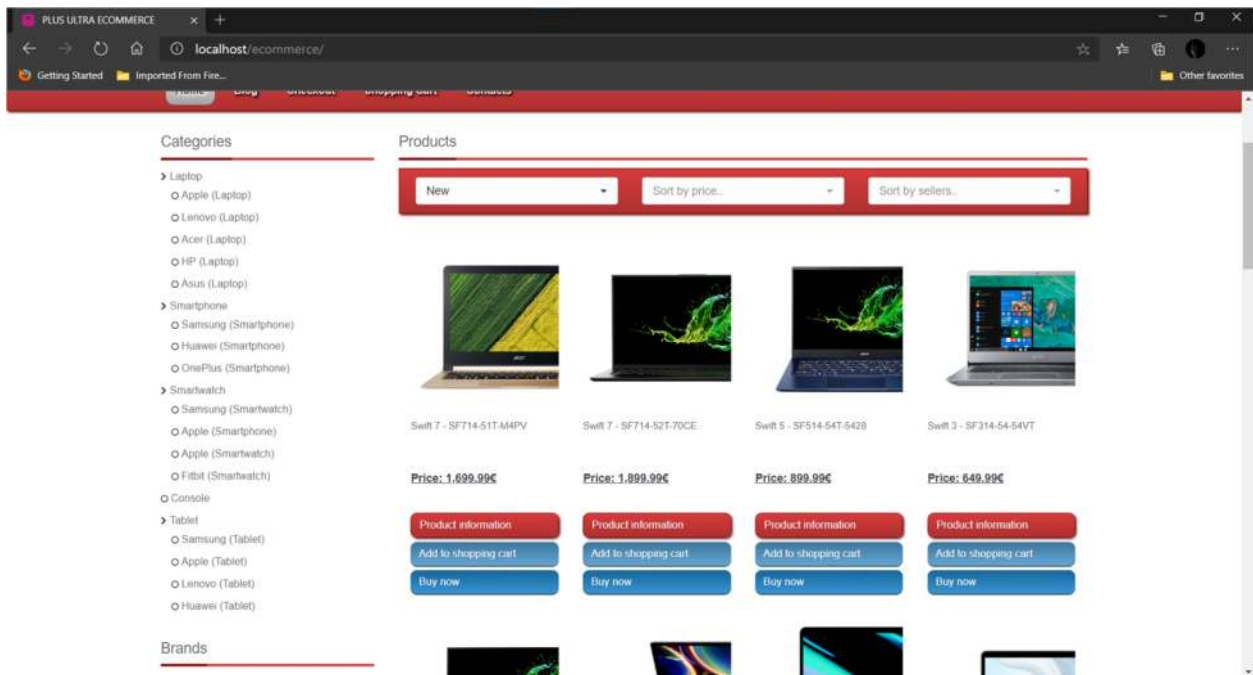 PLUS ULTRA ECOMMERCE
localhost/ecommerce/
Getting Started Imported From Fire... Other favorites
Blog Checkout Shopping Cart Contacts
Categories
Laptop
Apple (Laptop)
Lenovo (Laptop)
Acer (Laptop)
HP (Laptop)
Asus (Laptop)
Smartphone
Samsung (Smartphone)
Huawei (Smartphone)
OnePlus (Smartphone)
Smartwatch
Samsung (Smartwatch)
Apple (Smartphone)
Apple (Smartwatch)
Fitbit (Smartwatch)
Console
Tablet
Samsung (Tablet)
Apple (Tablet)
Lenovo (Tablet)
Huawei (Tablet)
Brands
Products
New Sort by price.. Sort by sellers..
Swift 7 - SF714-51T-M4PV Swift 7 - SF714-52T-70CE Swift 5 - SF514-54T-5428 Swift 3 - SF314-54-54VT
Price: 1,699.99€ Price: 1,899.99€ Price: 899.99€ Price: 649.99€
Product information Product information Product information Product information
Add to shopping cart Add to shopping cart Add to shopping cart Add to shopping cart
Buy now Buy now Buy now Buy now